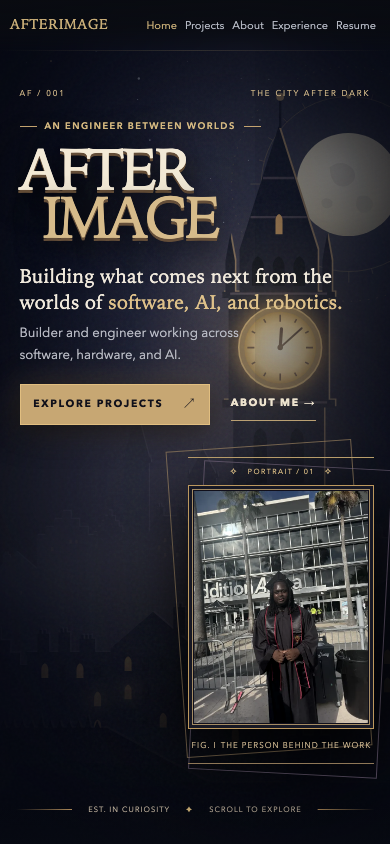 AFTERIMAGE
Home Projects About Experience Resume
AF / 001
THE CITY AFTER DARK
AN ENGINEER BETWEEN WORLDS
AFTER
IMAGE
Building what comes next from the
worlds of software, AI, and robotics.
Builder and engineer working across
software, hardware, and AI.
EXPLORE PROJECTS ↗
ABOUT ME →
PORTRAIT / 01
FIG. I THE PERSON BEHIND THE WORK
EST. IN CURIOSITY ✦ SCROLL TO EXPLORE